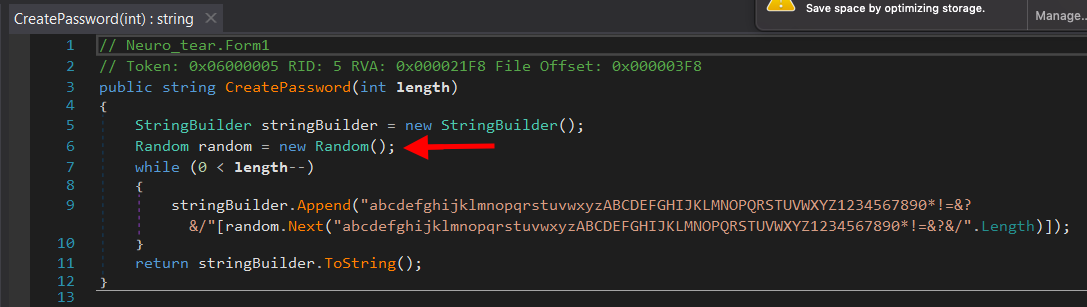 CreatePassword(int) : string ×
Save space by optimizing storage.
Manage...
1 // Neuro_tear.Form1
2 // Token: 0x06000005 RID: 5 RVA: 0x000021F8 File Offset: 0x000003F8
3 public string CreatePassword(int length)
4 {
5 StringBuilder stringBuilder = new StringBuilder();
6 Random random = new Random();
7 while (0 < length--)
8 {
9 stringBuilder.Append("abcdefghijklmnopqrstuvwxyzABCDEFGHIJKLMNOPQRSTUVWXYZ1234567890*!=&?
&/"[random.Next("abcdefghijklmnopqrstuvwxyzABCDEFGHIJKLMNOPQRSTUVWXYZ1234567890*!=&?&/".Length)]);
10 }
11 return stringBuilder.ToString();
12 }
13